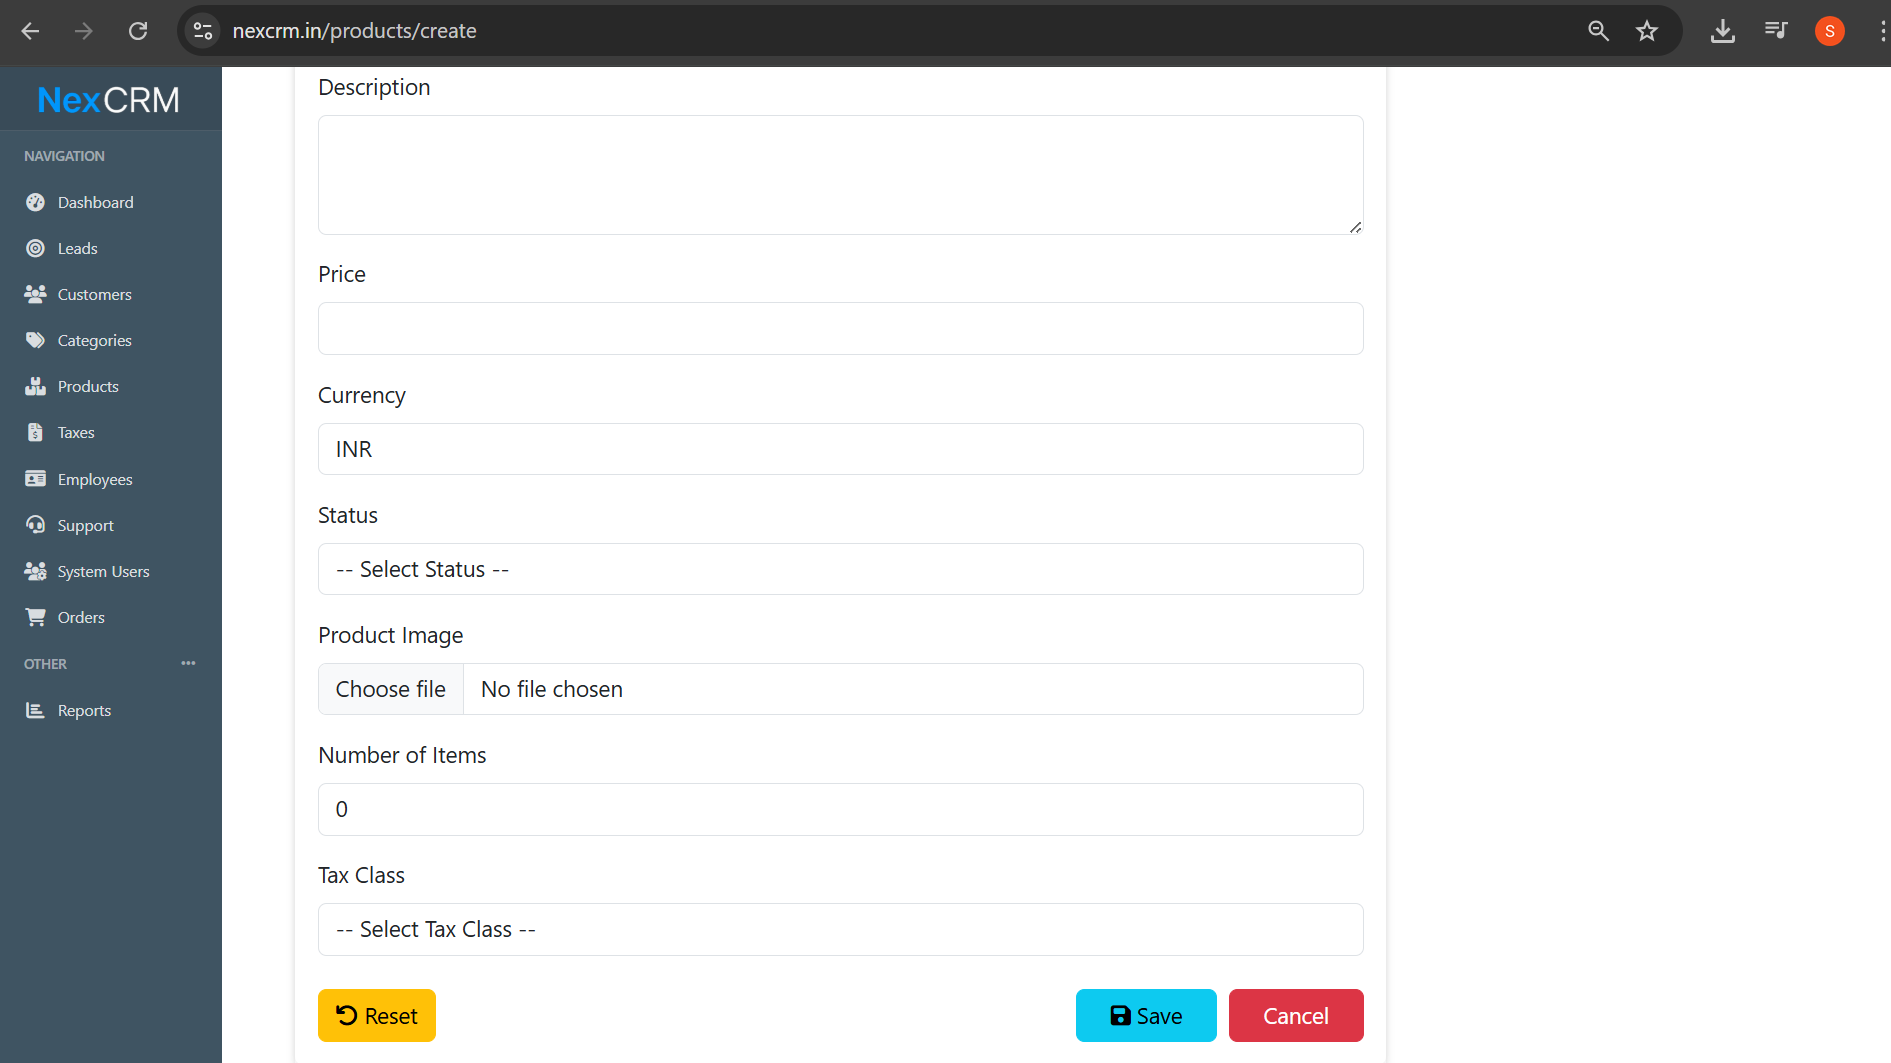 nexcrm.in/products/create
S
NexCRM
NAVIGATION
Dashboard
Leads
Customers
Categories
Products
Taxes
Employees
Support
System Users
Orders
OTHER
Reports
Description
Price
Currency
INR
Status
-- Select Status --
Product Image
Choose file No file chosen
Number of Items
0
Tax Class
-- Select Tax Class --
Reset Save Cancel